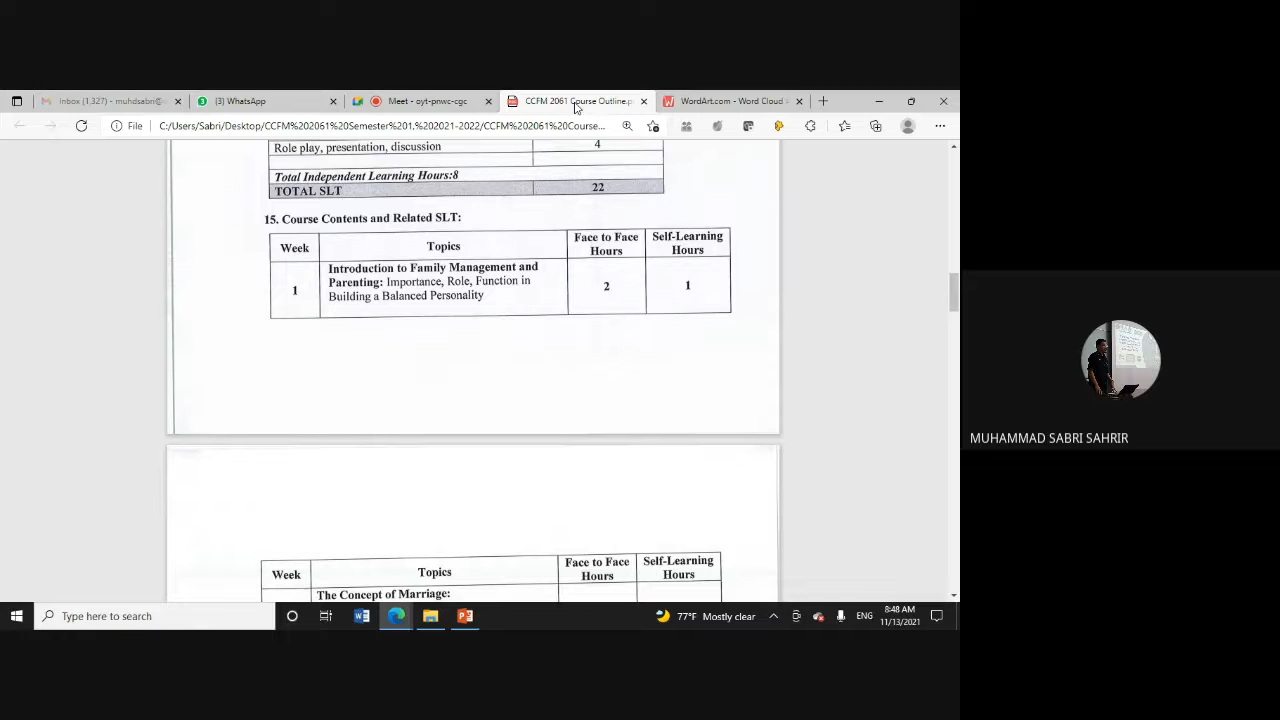 Inbox (1,327) - muhdsabri@
(3) WhatsApp
Meet - oyt-pnwc-cgc
CCFM 2061 Course Outline.p
WordArt.com - Word Cloud
File
C:/Users/Sabri/Desktop/CCFM%202061%20Semester%201,%202021-2022/CCFM%202061%20Course...
Role play, presentation, discussion 4
Total Independent Learning Hours:8
TOTAL SLT 22
15. Course Contents and Related SLT:
Week Topics Face to Face Hours Self-Learning Hours
1 Introduction to Family Management and 2 1
Parenting: Importance, Role, Function in
Building a Balanced Personality
Week Topics Face to Face Hours Self-Learning Hours
The Concept of Marriage:
MUHAMMAD SABRI SAHRIR
Type here to search
77°F Mostly clear
ENG
8:48 AM
11/13/2021